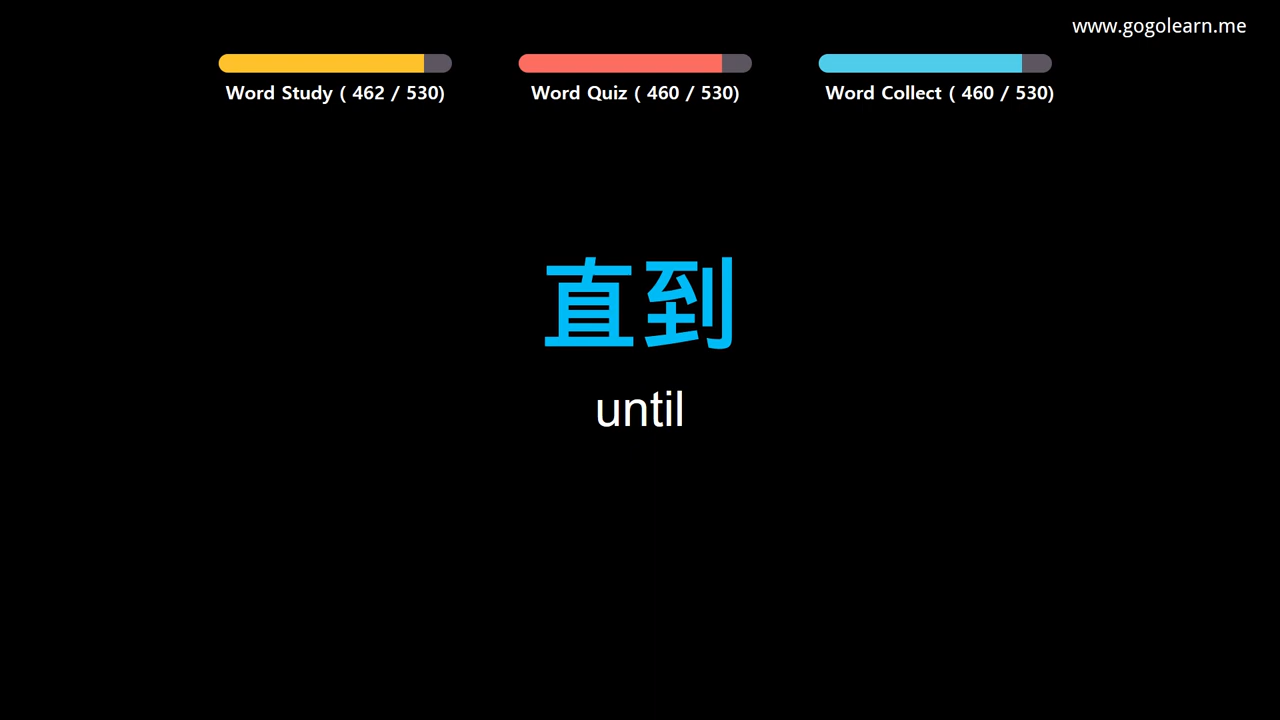 www.gogolearn.me
Word Study ( 462 / 530)
Word Quiz ( 460 / 530)
Word Collect ( 460 / 530)
直到
until